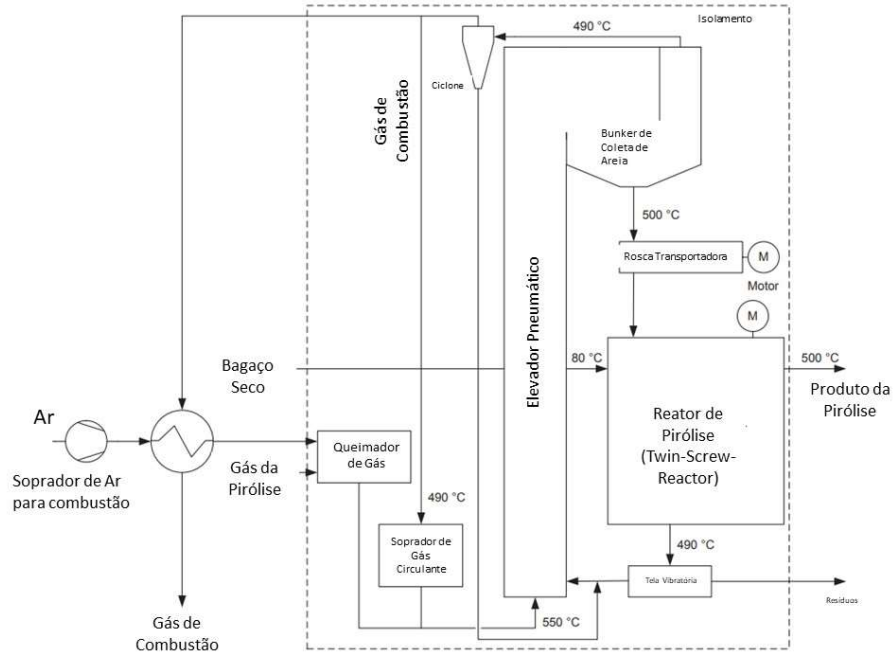 Isolamento
490 °C
Ciclone
Gás de
Combustão
Bunker de
Coleta de
Areia
500 °C
Rosca Transportadora
M
Motor
M
Elevador Pneumático
Bagaço
Seco
80 °C
500 °C
Produto da
Pirólise
Reator de
Pirólise
(Twin-Screw-
Reactor)
Ar
Soprador de Ar
para combustão
Queimador
de Gás
Gás da
Pirólise
490 °C
Soprador de
Gás
Circulante
490 °C
Tela Vibratória
Resíduos
550 °C
Gás de
Combustão